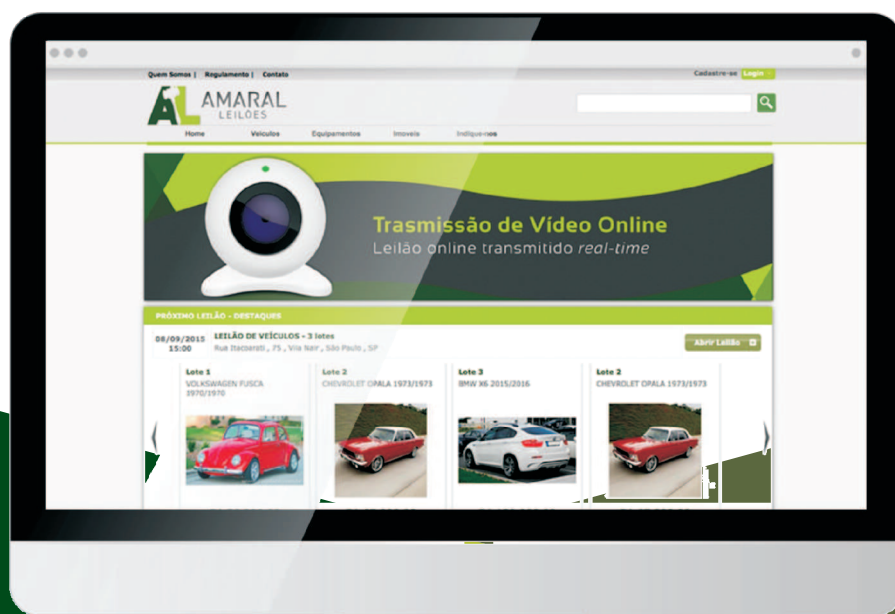 Quem Somos | Regulamento | Contato
Cadastre-se Login
AL AMARAL
LEILÕES
Home Veículos Equipamentos Imoveis Indique-nos
Trasmissão de Vídeo Online
Leilão online transmitido real-time
PRÓXIMO LEILÃO - DESTAQUES
08/09/2015 LEILÃO DE VEÍCULOS - 3 lotes
15:00 Rua Itacoerati , 75 , Vila Nair , São Paulo , SP
Abrir Leilão
Lote 1 Lote 2 Lote 3 Lote 2
VOLKSWAGEN FUSCA CHEVROLET OPALA 1973/1973 BMW X6 2015/2016 CHEVROLET OPALA 1973/1973
1970/1970